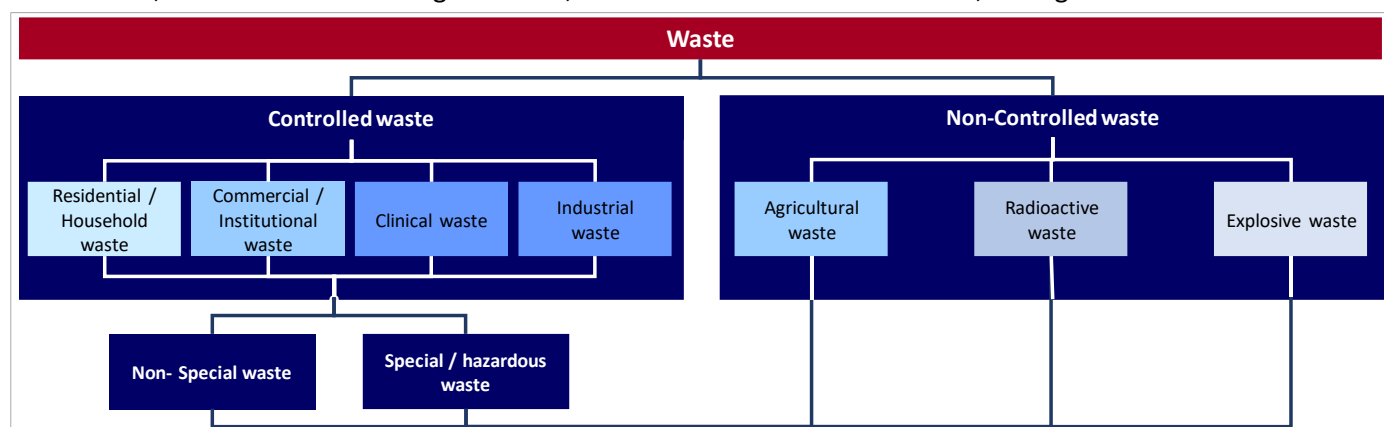 Waste
Controlled waste
Non-Controlled waste
Residential /
Household
waste
Commercial /
Institutional
waste
Clinical waste
Industrial
waste
Agricultural
waste
Radioactive
waste
Explosive waste
Non- Special waste
Special / hazardous
waste